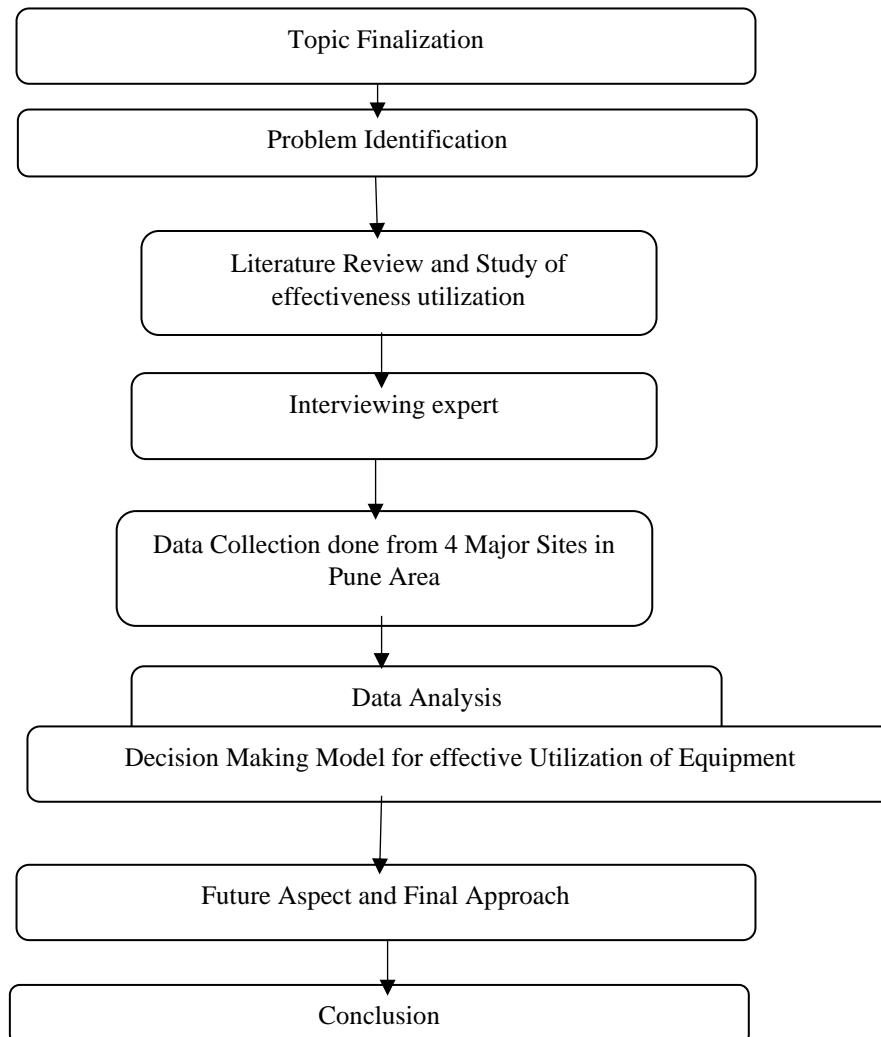 Topic Finalization
Problem Identification
Literature Review and Study of
effectiveness utilization
Interviewing expert
Data Collection done from 4 Major Sites in
Pune Area
Data Analysis
Decision Making Model for effective Utilization of Equipment
Future Aspect and Final Approach
Conclusion